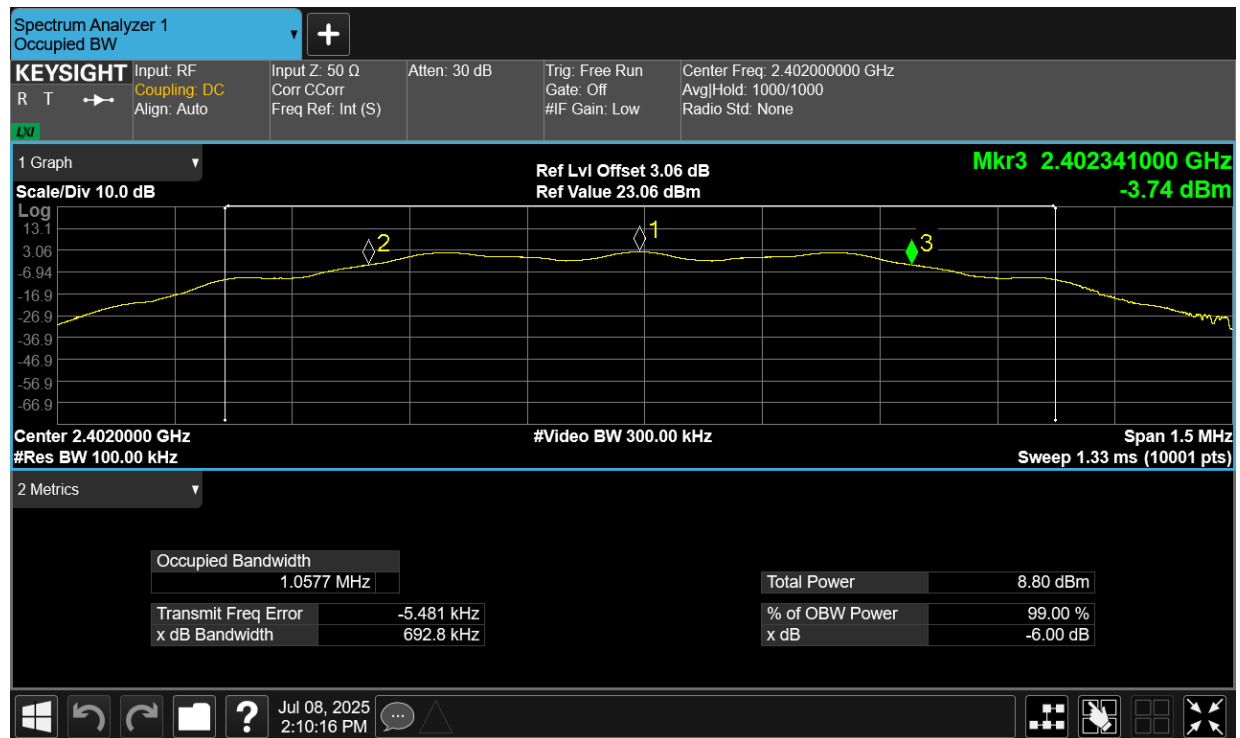 Spectrum Analyzer 1
Occupied BW
KEYSIGHT
R T
LXI
Input: RF
Coupling: DC
Align: Auto
Input Z: 50 Ω
Corr CCorr
Freq Ref: Int (S)
Atten: 30 dB
Trig: Free Run
Gate: Off
#IF Gain: Low
Center Freq: 2.402000000 GHz
Avg|Hold: 1000/1000
Radio Std: None
1 Graph
Scale/Div 10.0 dB
Ref Lvl Offset 3.06 dB
Ref Value 23.06 dBm
Mkr3 2.402341000 GHz
-3.74 dBm
Log
13.1
3.06
-6.94
-16.9
-26.9
-36.9
-46.9
-56.9
-66.9
2
1
3
Center 2.4020000 GHz
#Res BW 100.00 kHz
#Video BW 300.00 kHz
Span 1.5 MHz
Sweep 1.33 ms (10001 pts)
2 Metrics
Occupied Bandwidth
1.0577 MHz
Transmit Freq Error -5.481 kHz
x dB Bandwidth 692.8 kHz
Total Power 8.80 dBm
% of OBW Power 99.00 %
x dB -6.00 dB
?
Jul 08, 2025
2:10:16 PM